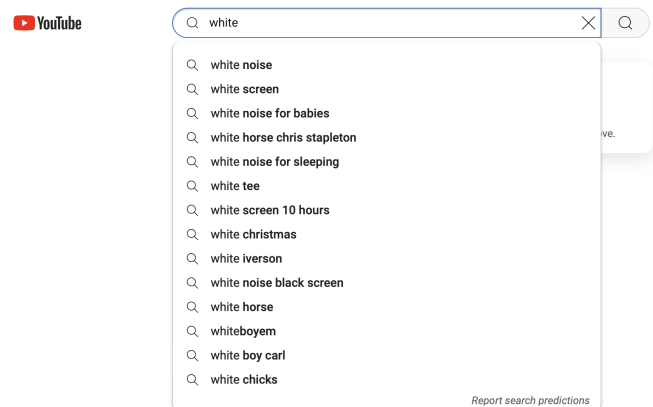 YouTube
white
white noise
white screen
white noise for babies
white horse chris stapleton
ve.
white noise for sleeping
white tee
white screen 10 hours
white christmas
white iverson
white noise black screen
white horse
whiteboyem
white boy carl
white chicks
Report search predictions